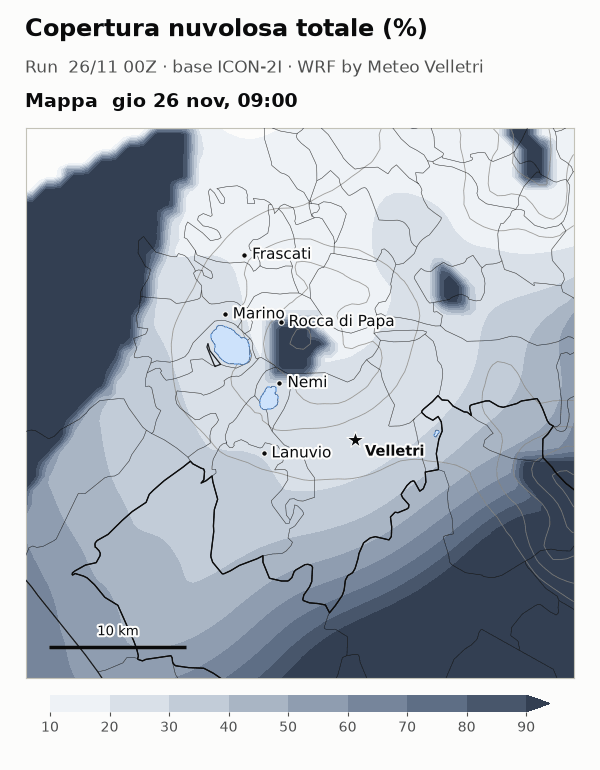 Copertura nuvolosa totale (%)
Run  26/11 00Z · base ICON-2I · WRF by Meteo Velletri
Mappa  gio 26 nov, 09:00
Frascati
Marino
Rocca di Papa
Nemi
Velletri
Lanuvio
10 km
10 20 30 40 50 60 70 80 90